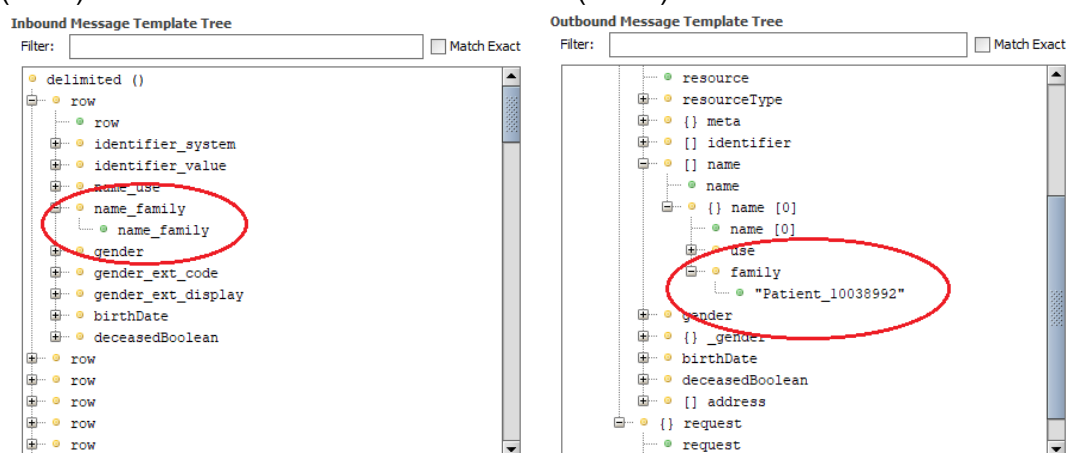 Inbound Message Template Tree
Filter:
Match Exact
delimited ()
row
row
identifier_system
identifier_value
name_use
name_family
name_family
gender
gender_ext_code
gender_ext_display
birthDate
deceasedBoolean
row
row
row
row
row
Outbound Message Template Tree
Filter:
Match Exact
resource
resourceType
{} meta
[] identifier
[] name
name
{} name [0]
name [0]
use
family
"Patient_10038992"
gender
{} _gender
birthDate
deceasedBoolean
[] address
{} request
request